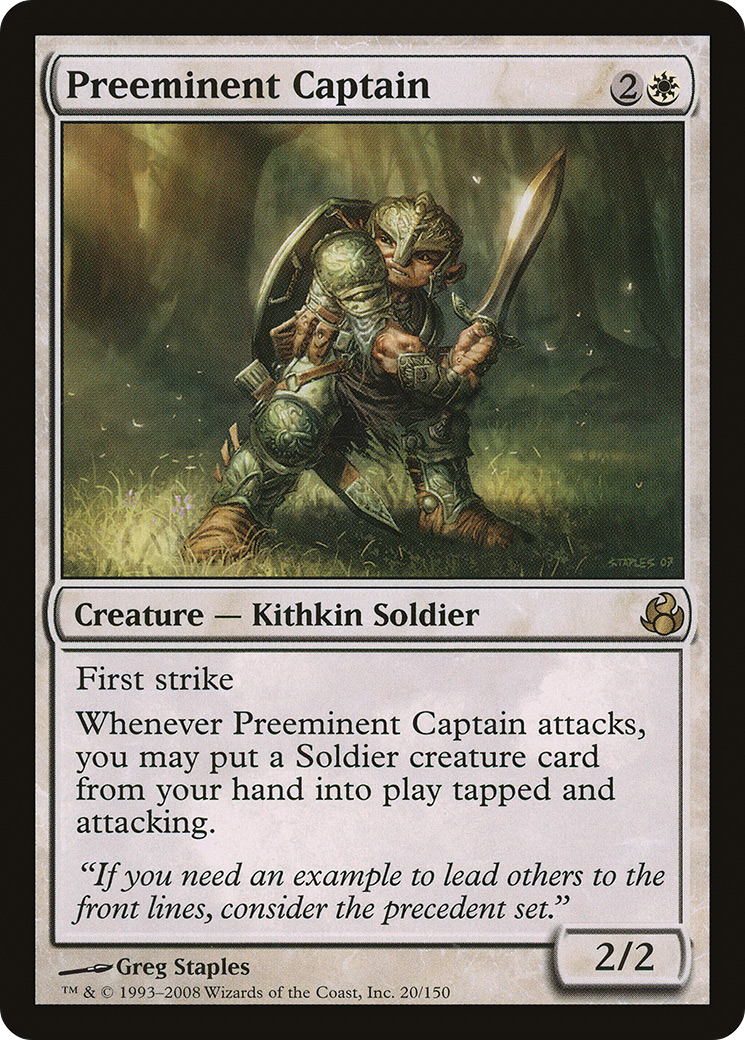 Preeminent Captain 2
STAPLES 07
Creature — Kithkin Soldier
First strike
Whenever Preeminent Captain attacks,
you may put a Soldier creature card
from your hand into play tapped and
attacking.
“If you need an example to lead others to the
front lines, consider the precedent set.”
2/2
Greg Staples
™ & © 1993–2008 Wizards of the Coast, Inc. 20/150